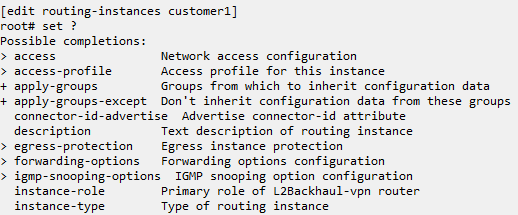 [edit routing-instances customer1]
root# set ?
Possible completions:
> access               Network access configuration
> access-profile       Access profile for this instance
+ apply-groups         Groups from which to inherit configuration data
+ apply-groups-except  Don't inherit configuration data from these groups
  connector-id-advertise  Advertise connector-id attribute
  description          Text description of routing instance
> egress-protection    Egress instance protection
> forwarding-options   Forwarding options configuration
> igmp-snooping-options  IGMP snooping option configuration
  instance-role        Primary role of L2Backhaul-vpn router
  instance-type        Type of routing instance